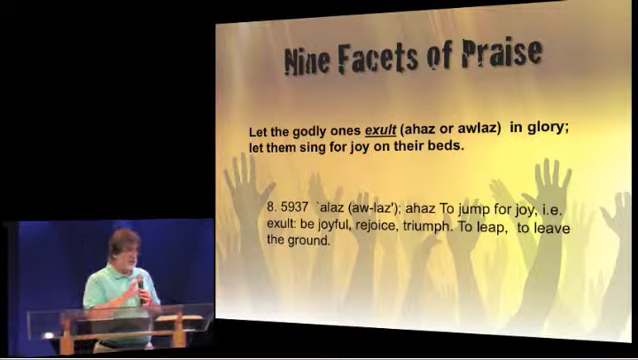 Nine Facets of Praise
Let the godly ones exult (ahaz or awlaz) in glory;
let them sing for joy on their beds.
8. 5937 `alaz (aw-laz'); ahaz To jump for joy, i.e.
exult: be joyful, rejoice, triumph. To leap, to leave
the ground.